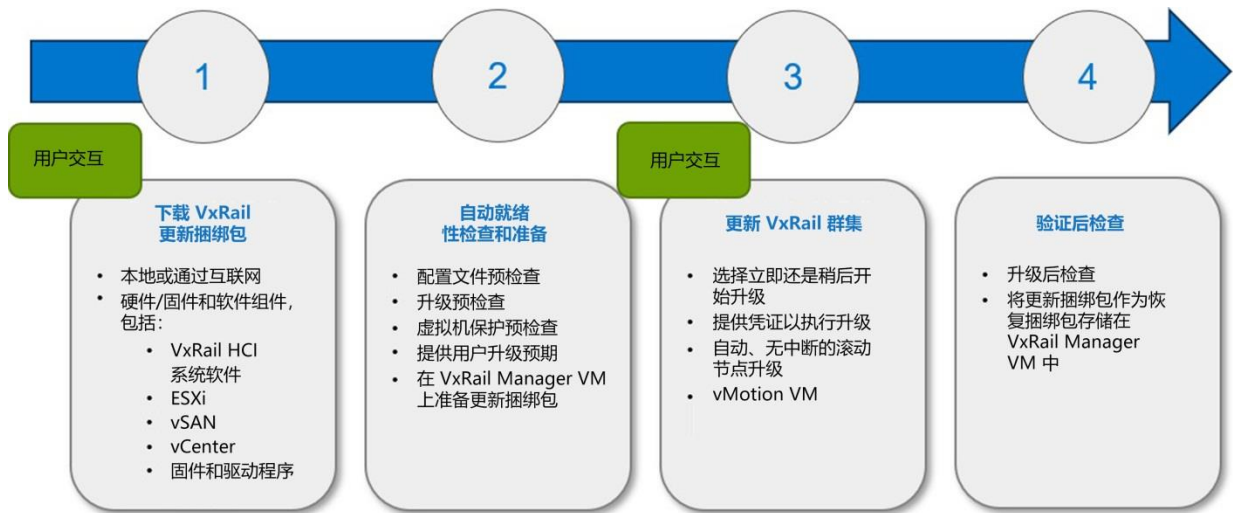 1
2
3
4
用户交互
用户交互
下载 VxRail
更新捆绑包
• 本地或通过互联网
• 硬件/固件和软件组件，
包括：
• VxRail HCI
系统软件
• ESXi
• vSAN
• vCenter
• 固件和驱动程序
自动就绪
性检查和准备
• 配置文件预检查
• 升级预检查
• 虚拟机保护预检查
• 提供用户升级预期
• 在 VxRail Manager VM
上准备更新捆绑包
更新 VxRail 群集
• 选择立即还是稍后开
始升级
• 提供凭证以执行升级
• 自动、无中断的滚动
节点升级
• vMotion VM
验证后检查
• 升级后检查
• 将更新捆绑包作为恢
复捆绑包存储在
VxRail Manager
VM 中